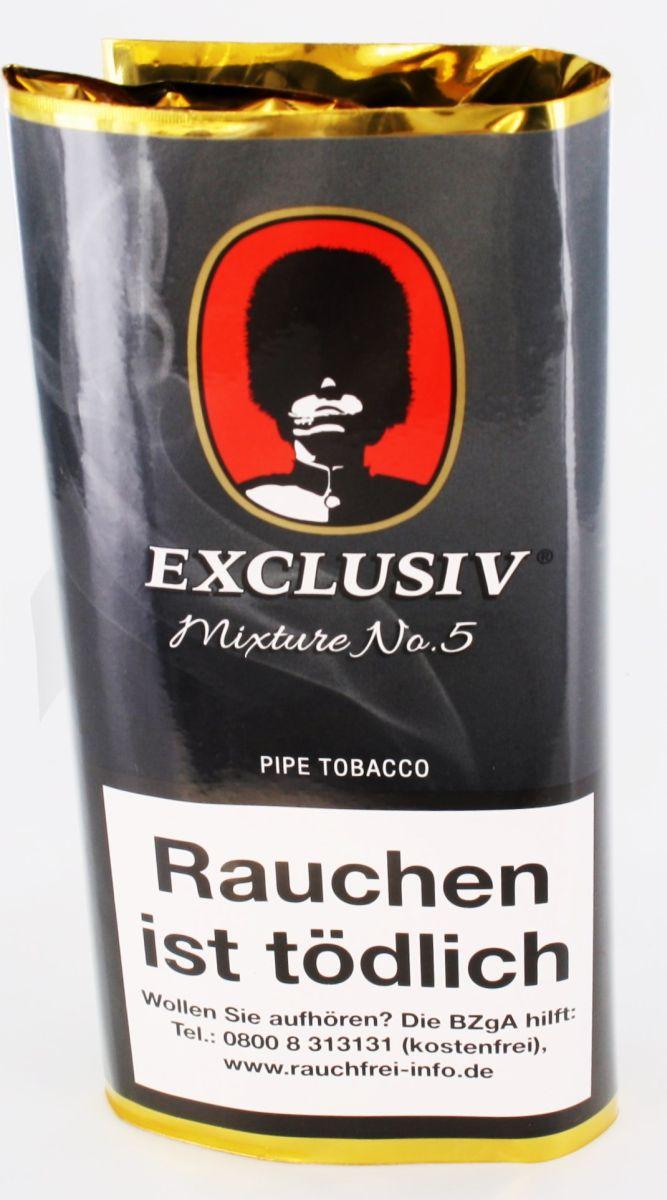 EXCLUSIV®
Mixture No.5
PIPE TOBACCO
Rauchen
ist tödlich
Wollen Sie aufhören? Die BZgA hilft:
Tel.: 0800 8 313131 (kostenfrei),
www.rauchfrei-info.de